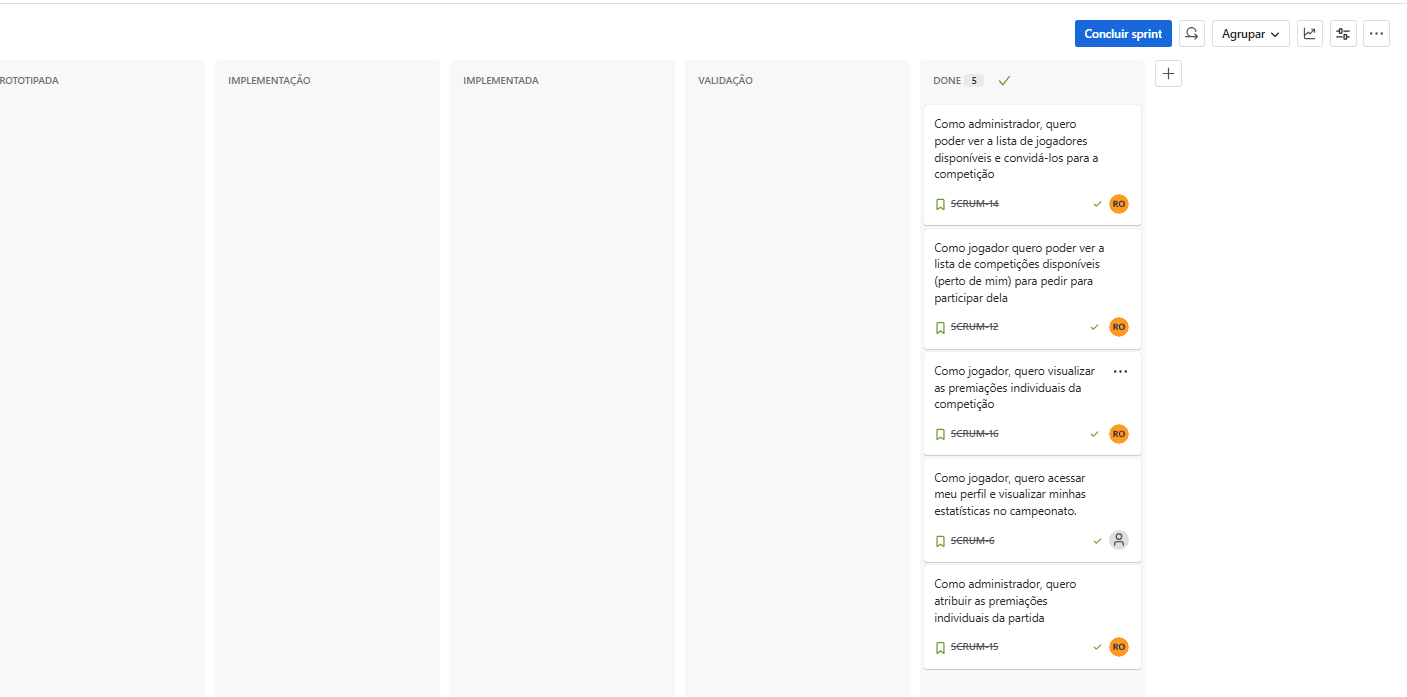 Concluir sprint
Agrupar
ROTOTIPADA
IMPLEMENTAÇÃO
IMPLEMENTADA
VALIDAÇÃO
DONE 5
Como administrador, quero
poder ver a lista de jogadores
disponíveis e convidá-los para a
competição
SCRUM-14
RO
Como jogador quero poder ver a
lista de competições disponíveis
(perto de mim) para pedir para
participar dela
SCRUM-12
RO
Como jogador, quero visualizar
as premiações individuais da
competição
SCRUM-16
RO
Como jogador, quero acessar
meu perfil e visualizar minhas
estatísticas no campeonato.
SCRUM-6
Como administrador, quero
atribuir as premiações
individuais da partida
SCRUM-15
RO